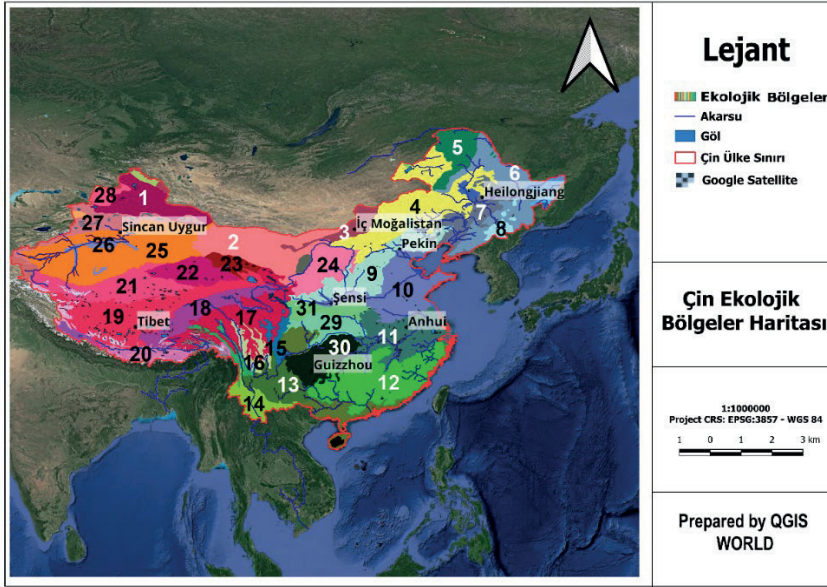 5
6
Heilongjiang
28
1
4
27
Sincan Uygur
3
İç Moğalistan
7
8
26
25
2
Pekin
22
23
24
9
21
10
18
31
Şensi
19
Tibet
17
29
11
Anhui
20
15
30
16
Guizzhou
12
13
14
Lejant
Ekolojik Bölgeler
Akarsu
Göl
Çin Ülke Sınırı
Google Satellite
Çin Ekolojik
Bölgeler Haritası
1:1000000
Project CRS: EPSG:3857 - WGS 84
1 0 1 2 3 km
Prepared by QGIS
WORLD